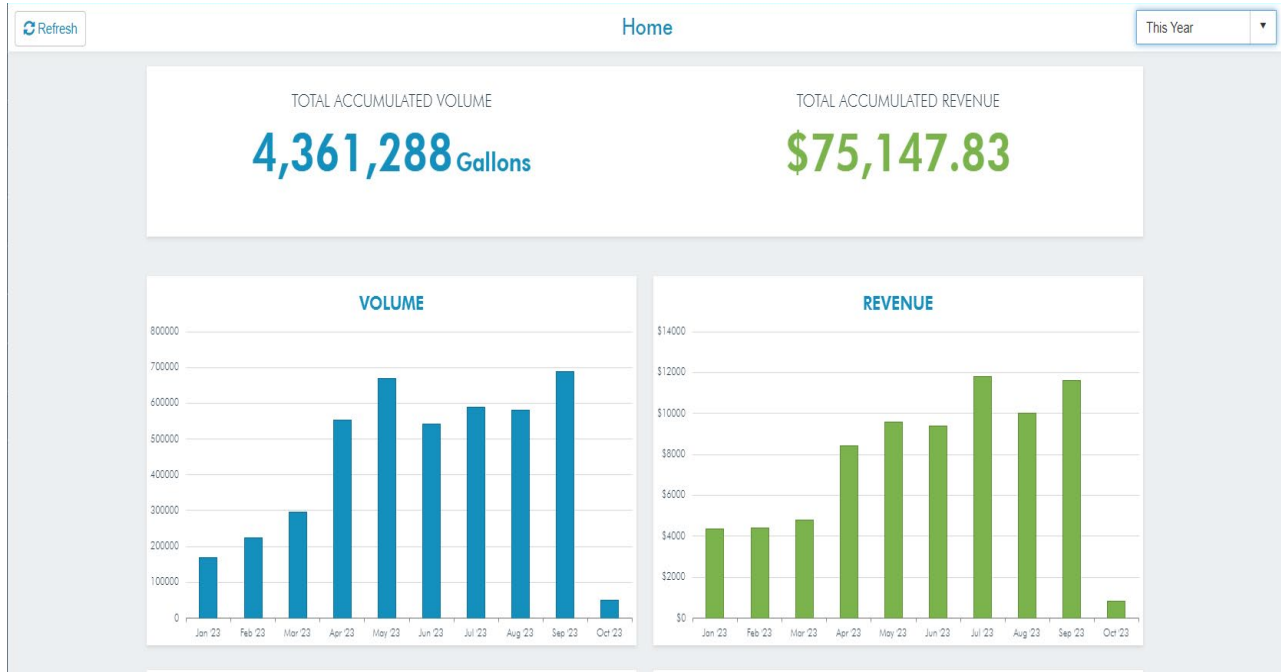 Refresh
Home
This Year
TOTAL ACCUMULATED VOLUME
4,361,288 Gallons
TOTAL ACCUMULATED REVENUE
$75,147.83
VOLUME
800000
700000
600000
500000
400000
300000
200000
100000
0
Jan '23 Feb '23 Mar '23 Apr '23 May '23 Jun '23 Jul '23 Aug '23 Sep '23 Oct '23
REVENUE
$14000
$12000
$10000
$8000
$6000
$4000
$2000
$0
Jan '23 Feb '23 Mar '23 Apr '23 May '23 Jun '23 Jul '23 Aug '23 Sep '23 Oct '23